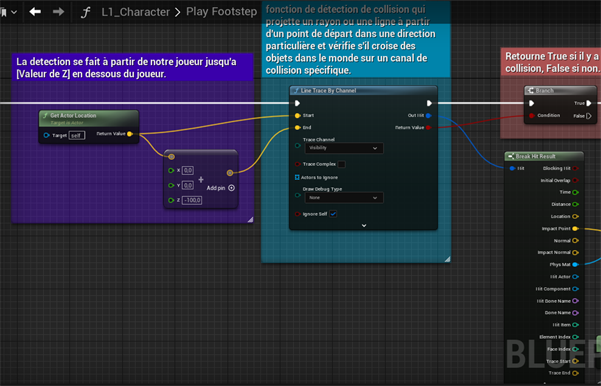 L1_Character > Play Footstep
fonction de détection de collision qui
projette un rayon ou une ligne à partir
d'un point de départ dans une direction
particulière et vérifie s'il croise des
objets dans le monde sur un canal de
collision spécifique.
La detection se fait à partir de notre joueur jusqu'a
[Valeur de Z] en dessous du joueur.
Retourne True si il y a
collision, False si non.
Get Actor Location
Target is Actor
Target self
Return Value
X 0,0
Y 0,0
Z -100,0
+
Add pin
Line Trace By Channel
Start
End
Out Hit
Return Value
Trace Channel
Visibility
Trace Complex
Actors to Ignore
Draw Debug Type
None
Ignore Self
Branch
Condition
True
False
Break Hit Result
Hit
Blocking Hit
Initial Overlap
Time
Distance
Location
Impact Point
Normal
Impact Normal
Phys Mat
Hit Actor
Hit Component
Hit Bone Name
Bone Name
Hit Item
Element Index
Face Index
Trace Start
Trace End
BLUEP